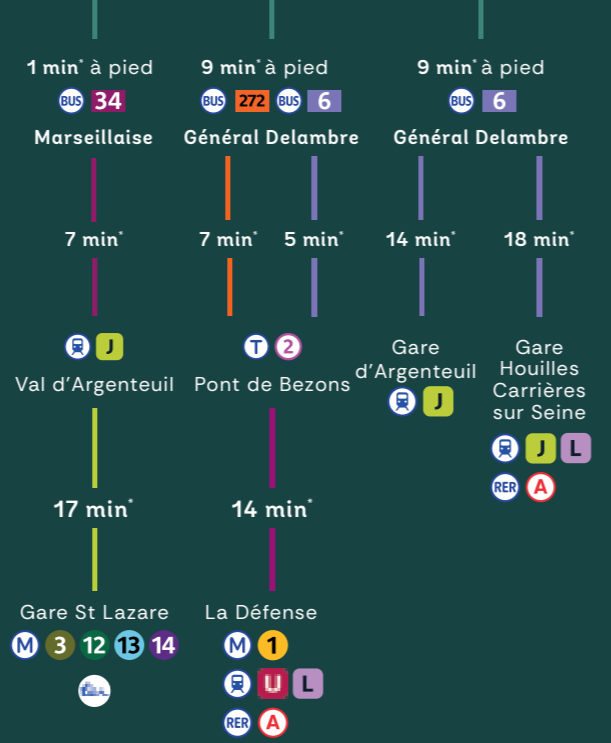 1 min* à pied
BUS 34
Marseillaise
7 min*
J
Val d'Argenteuil
17 min*
Gare St Lazare
M 3 12 13 14
9 min* à pied
BUS 272 BUS 6
Général Delambre
7 min* 5 min*
T 2
Pont de Bezons
14 min*
La Défense
M 1
U L
RER A
9 min* à pied
BUS 6
Général Delambre
14 min* 18 min*
Gare
d'Argenteuil
J
Gare
Houilles
Carrières
sur Seine
J L
RER A